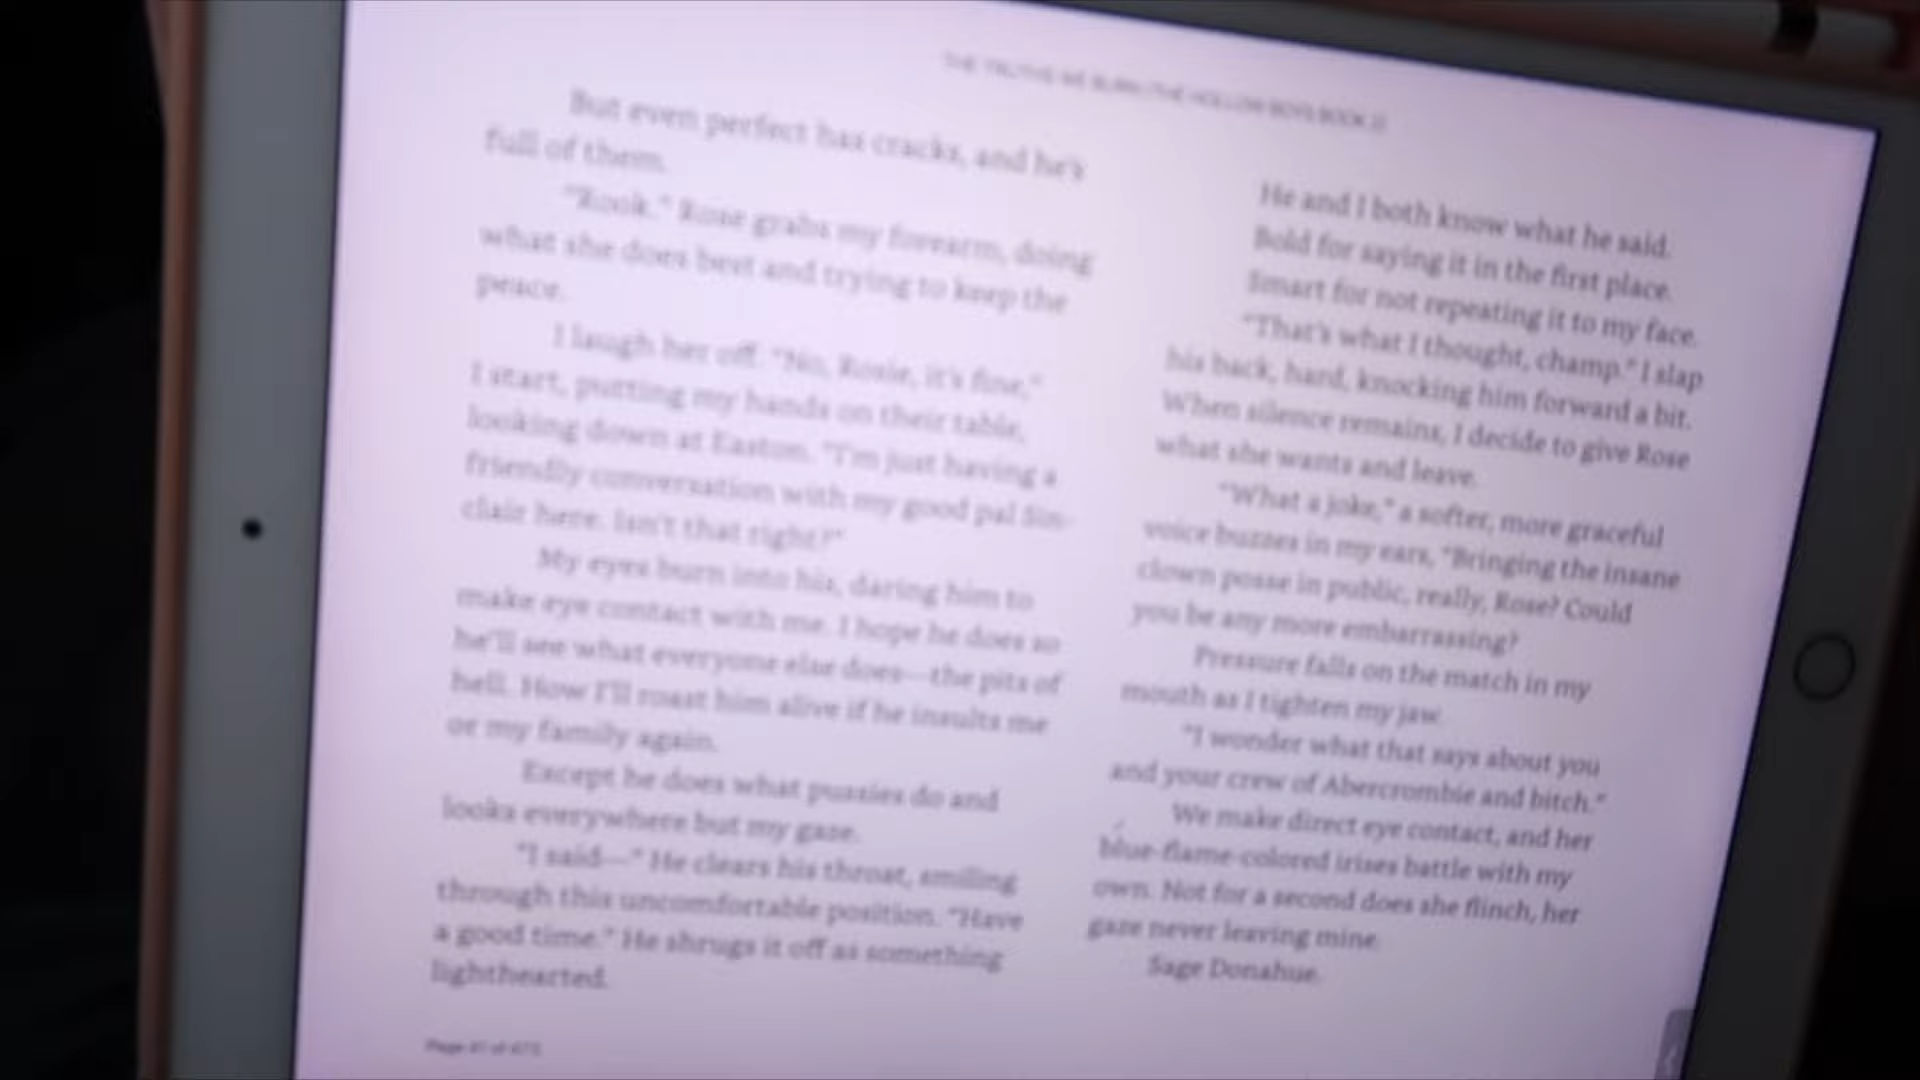 THE TRUTHS WE BURN (THE HOLLOW BOYS BOOK 2)
But even perfect has cracks, and he's
full of them.
"Rook." Rose grabs my forearm, doing
what she does best and trying to keep the
peace.
I laugh her off. "No, Rosie, it's fine,"
I start, putting my hands on their table,
looking down at Easton. "I'm just having a
friendly conversation with my good pal Sin-
clair here. Isn't that right?"
My eyes burn into his, daring him to
make eye contact with me. I hope he does so
he'll see what everyone else does—the pits of
hell. How I'll roast him alive if he insults me
or my family again.
Except he does what pussies do and
looks everywhere but my gaze.
"I said—" He clears his throat, smiling
through this uncomfortable position. "Have
a good time." He shrugs it off as something
lighthearted.
He and I both know what he said.
Bold for saying it in the first place.
Smart for not repeating it to my face.
"That's what I thought, champ." I slap
his back, hard, knocking him forward a bit.
When silence remains, I decide to give Rose
what she wants and leave.
"What a joke," a softer, more graceful
voice buzzes in my ears, "Bringing the insane
clown posse in public, really, Rose? Could
you be any more embarrassing?
Pressure falls on the match in my
mouth as I tighten my jaw.
"I wonder what that says about you
and your crew of Abercrombie and bitch."
We make direct eye contact, and her
blue-flame-colored irises battle with my
own. Not for a second does she flinch, her
gaze never leaving mine.
Sage Donahue.
Page of